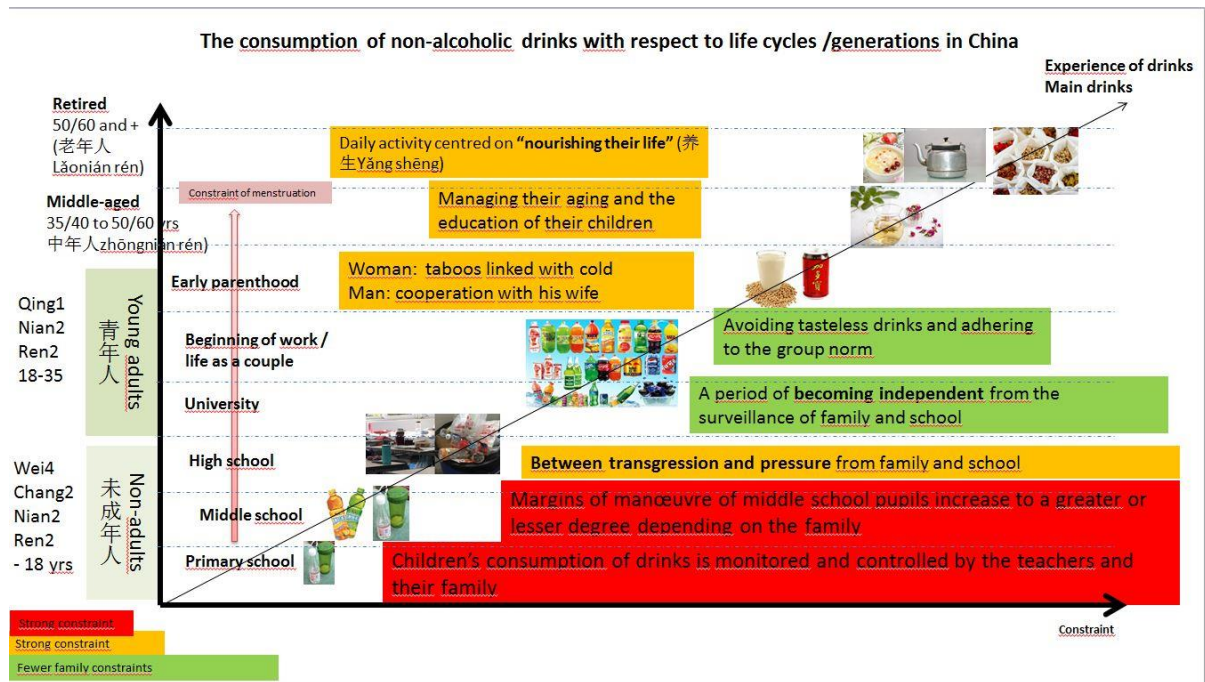 The consumption of non-alcoholic drinks with respect to life cycles /generations in China
Experience of drinks
Main drinks
Retired
50/60 and +
(老年人
Lǎonián rén)
Daily activity centred on “nourishing their life” (养
生Yǎng shēng)
Constraint of menstruation
Managing their aging and the
education of their children
Middle-aged
35/40 to 50/60 yrs
中年人zhōngnián rén)
Early parenthood
Woman: taboos linked with cold
Man: cooperation with his wife
Qing1
Nian2
Ren2
18-35
Young adults
青年人
Beginning of work /
life as a couple
Avoiding tasteless drinks and adhering
to the group norm
University
A period of becoming independent from the
surveillance of family and school
High school
Between transgression and pressure from family and school
Wei4
Chang2
Nian2
Ren2
- 18 yrs
Non-adults
未成年人
Middle school
Margins of manœuvre of middle school pupils increase to a greater or
lesser degree depending on the family
Primary school
Children’s consumption of drinks is monitored and controlled by the teachers and
their family
Constraint
Strong constraint
Strong constraint
Fewer family constraints